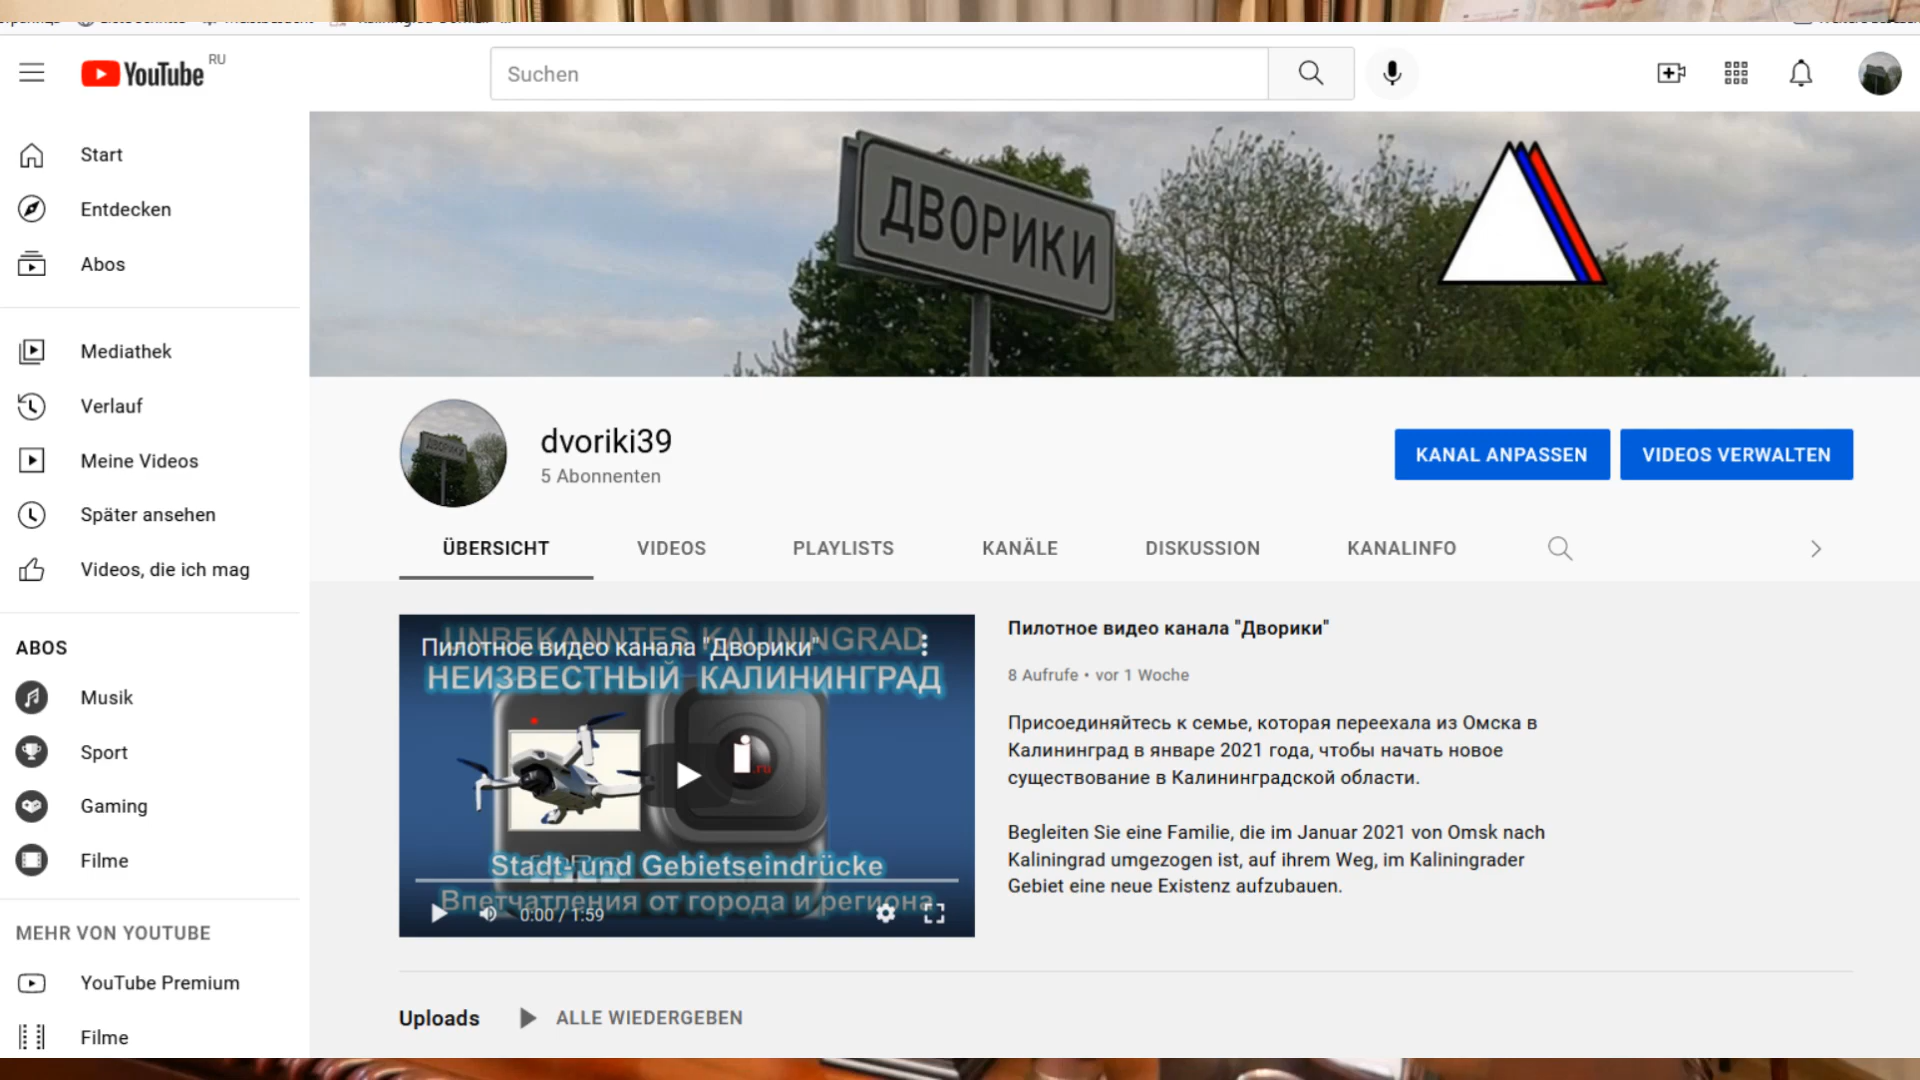 YouTube RU
Suchen
Start
Entdecken
Abos
Mediathek
Verlauf
Meine Videos
Später ansehen
Videos, die ich mag
ABOS
Musik
Sport
Gaming
Filme
MEHR VON YOUTUBE
YouTube Premium
Filme
ДВОРИКИ
dvoriki39
5 Abonnenten
KANAL ANPASSEN
VIDEOS VERWALTEN
ÜBERSICHT
VIDEOS
PLAYLISTS
KANÄLE
DISKUSSION
KANALINFO
UNBEKANNTES KALININGRAD
Пилотное видео канала "Дворики"
НЕИЗВЕСТНЫЙ КАЛИНИНГРАД
Stadt- und Gebietseindrücke
Впечатления от города и региона
0:00 / 1:59
Пилотное видео канала "Дворики"
8 Aufrufe • vor 1 Woche
Присоединяйтесь к семье, которая переехала из Омска в
Калининград в январе 2021 года, чтобы начать новое
существование в Калининградской области.
Begleiten Sie eine Familie, die im Januar 2021 von Omsk nach
Kaliningrad umgezogen ist, auf ihrem Weg, im Kaliningrader
Gebiet eine neue Existenz aufzubauen.
Uploads
ALLE WIEDERGEBEN